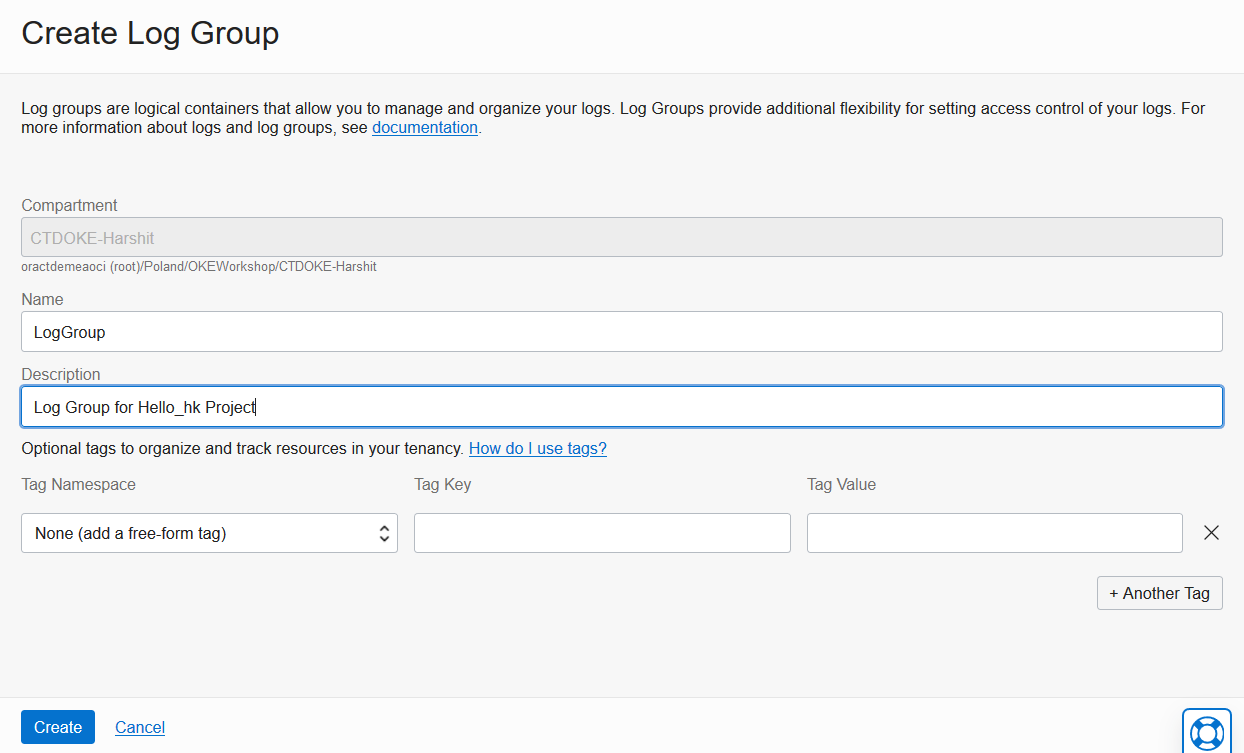 Create Log Group
Log groups are logical containers that allow you to manage and organize your logs. Log Groups provide additional flexibility for setting access control of your logs. For
more information about logs and log groups, see documentation.
Compartment
CTDOKE-Harshit
oractdemeaoci (root)/Poland/OKEWorkshop/CTDOKE-Harshit
Name
LogGroup
Description
Log Group for Hello_hk Project
Optional tags to organize and track resources in your tenancy. How do I use tags?
Tag Namespace Tag Key Tag Value
None (add a free-form tag)
+ Another Tag
Create Cancel